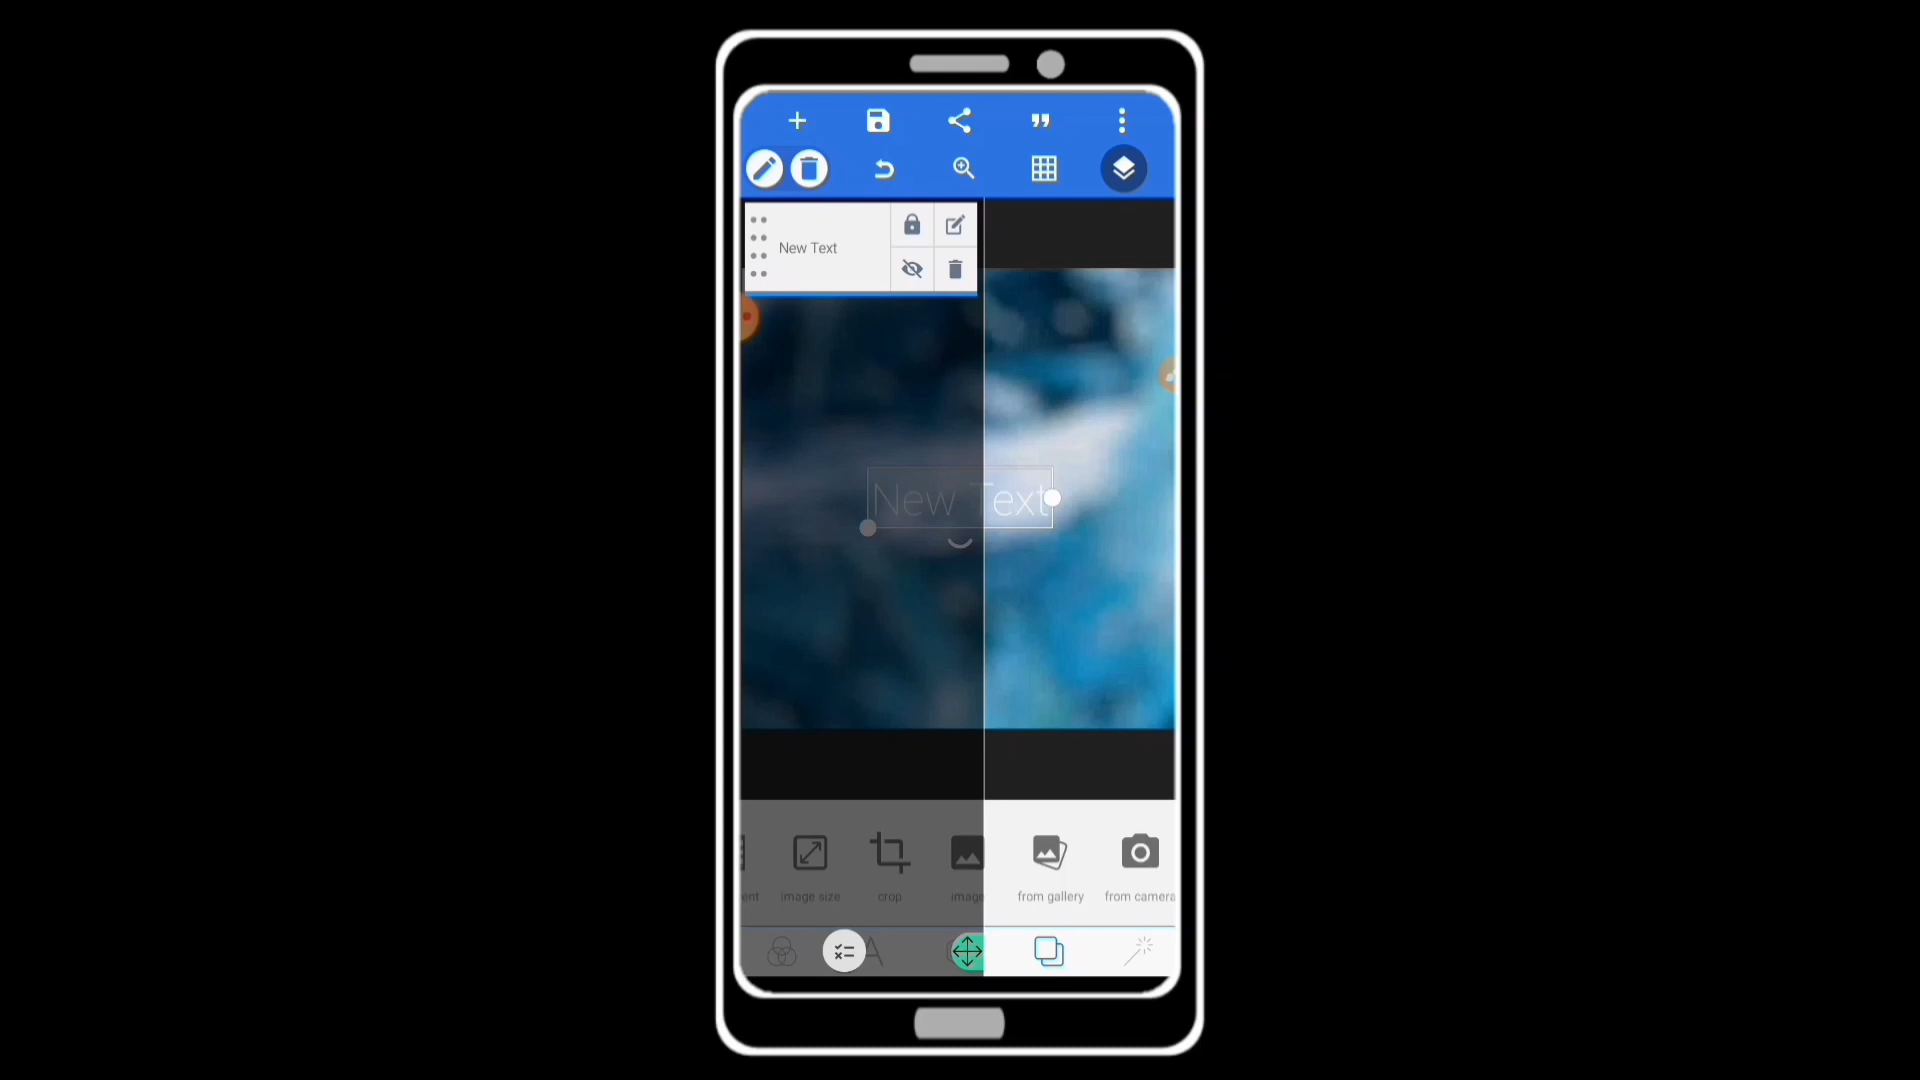 New Text
New Text
ent
image size
crop
image
from gallery
from camera